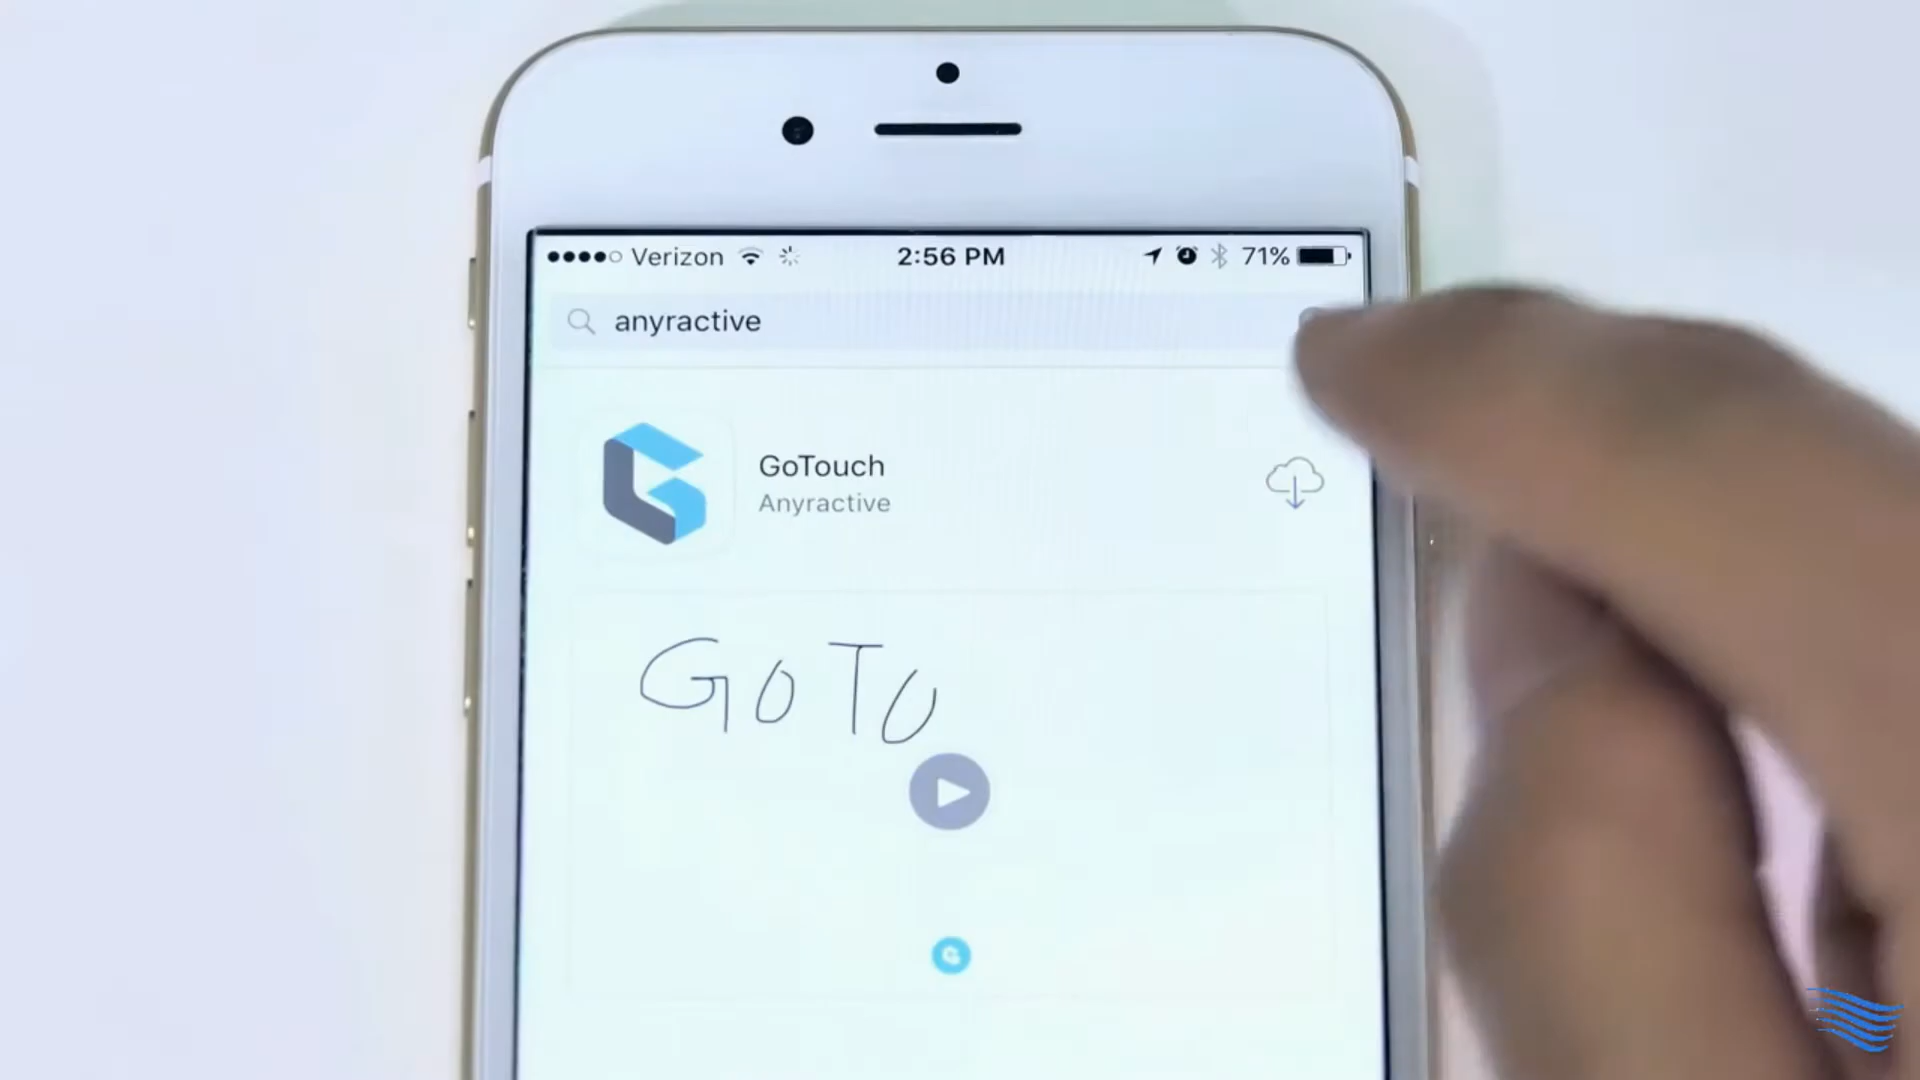 Verizon 2:56 PM 71%
anyractive
GoTouch
Anyractive
GoTo